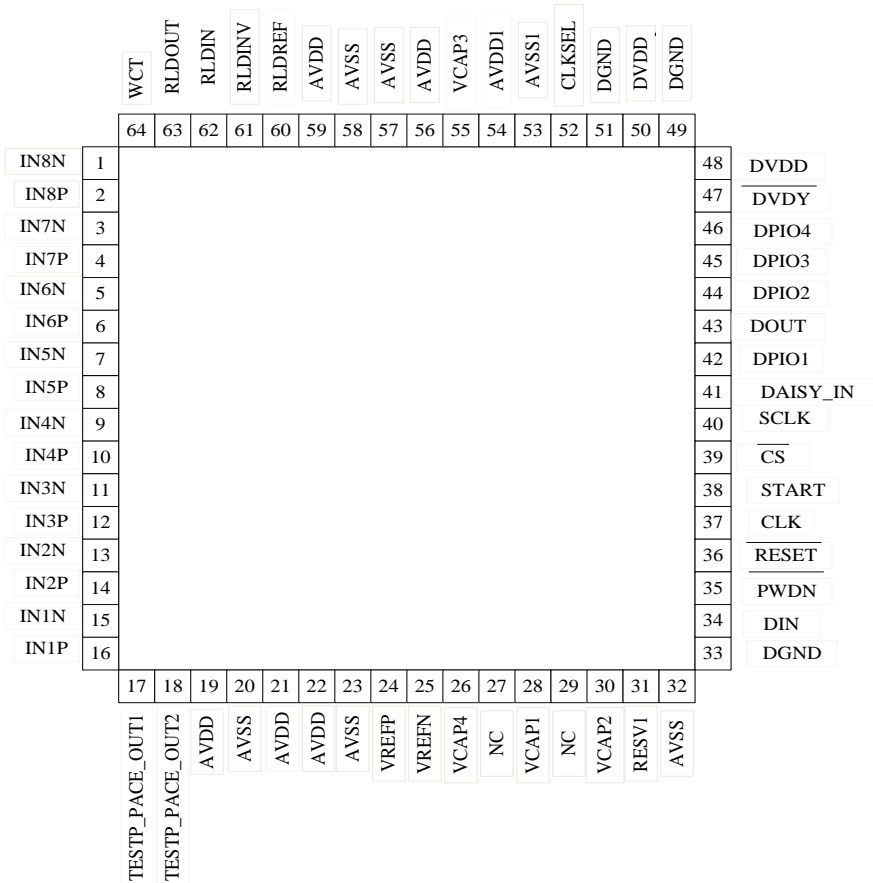 WCT RLDOUT RLDIN RLDINV RLDREF AVDD AVSS AVSS AVDD VCAP3 AVDD1 AVSS1 CLKSEL DGND DVDD DGND
64 63 62 61 60 59 58 57 56 55 54 53 52 51 50 49
IN8N 1 48 DVDD
IN8P 2 47 DVDY
IN7N 3 46 DPIO4
IN7P 4 45 DPIO3
IN6N 5 44 DPIO2
IN6P 6 43 DOUT
IN5N 7 42 DPIO1
IN5P 8 41 DAISY_IN
IN4N 9 40 SCLK
IN4P 10 39 CS
IN3N 11 38 START
IN3P 12 37 CLK
IN2N 13 36 RESET
IN2P 14 35 PWDN
IN1N 15 34 DIN
IN1P 16 33 DGND
17 18 19 20 21 22 23 24 25 26 27 28 29 30 31 32
TESTP_PACE_OUT1 TESTP_PACE_OUT2 AVDD AVSS AVDD AVDD AVSS VREFP VREFN VCAP4 NC VCAP1 NC VCAP2 RESV1 AVSS